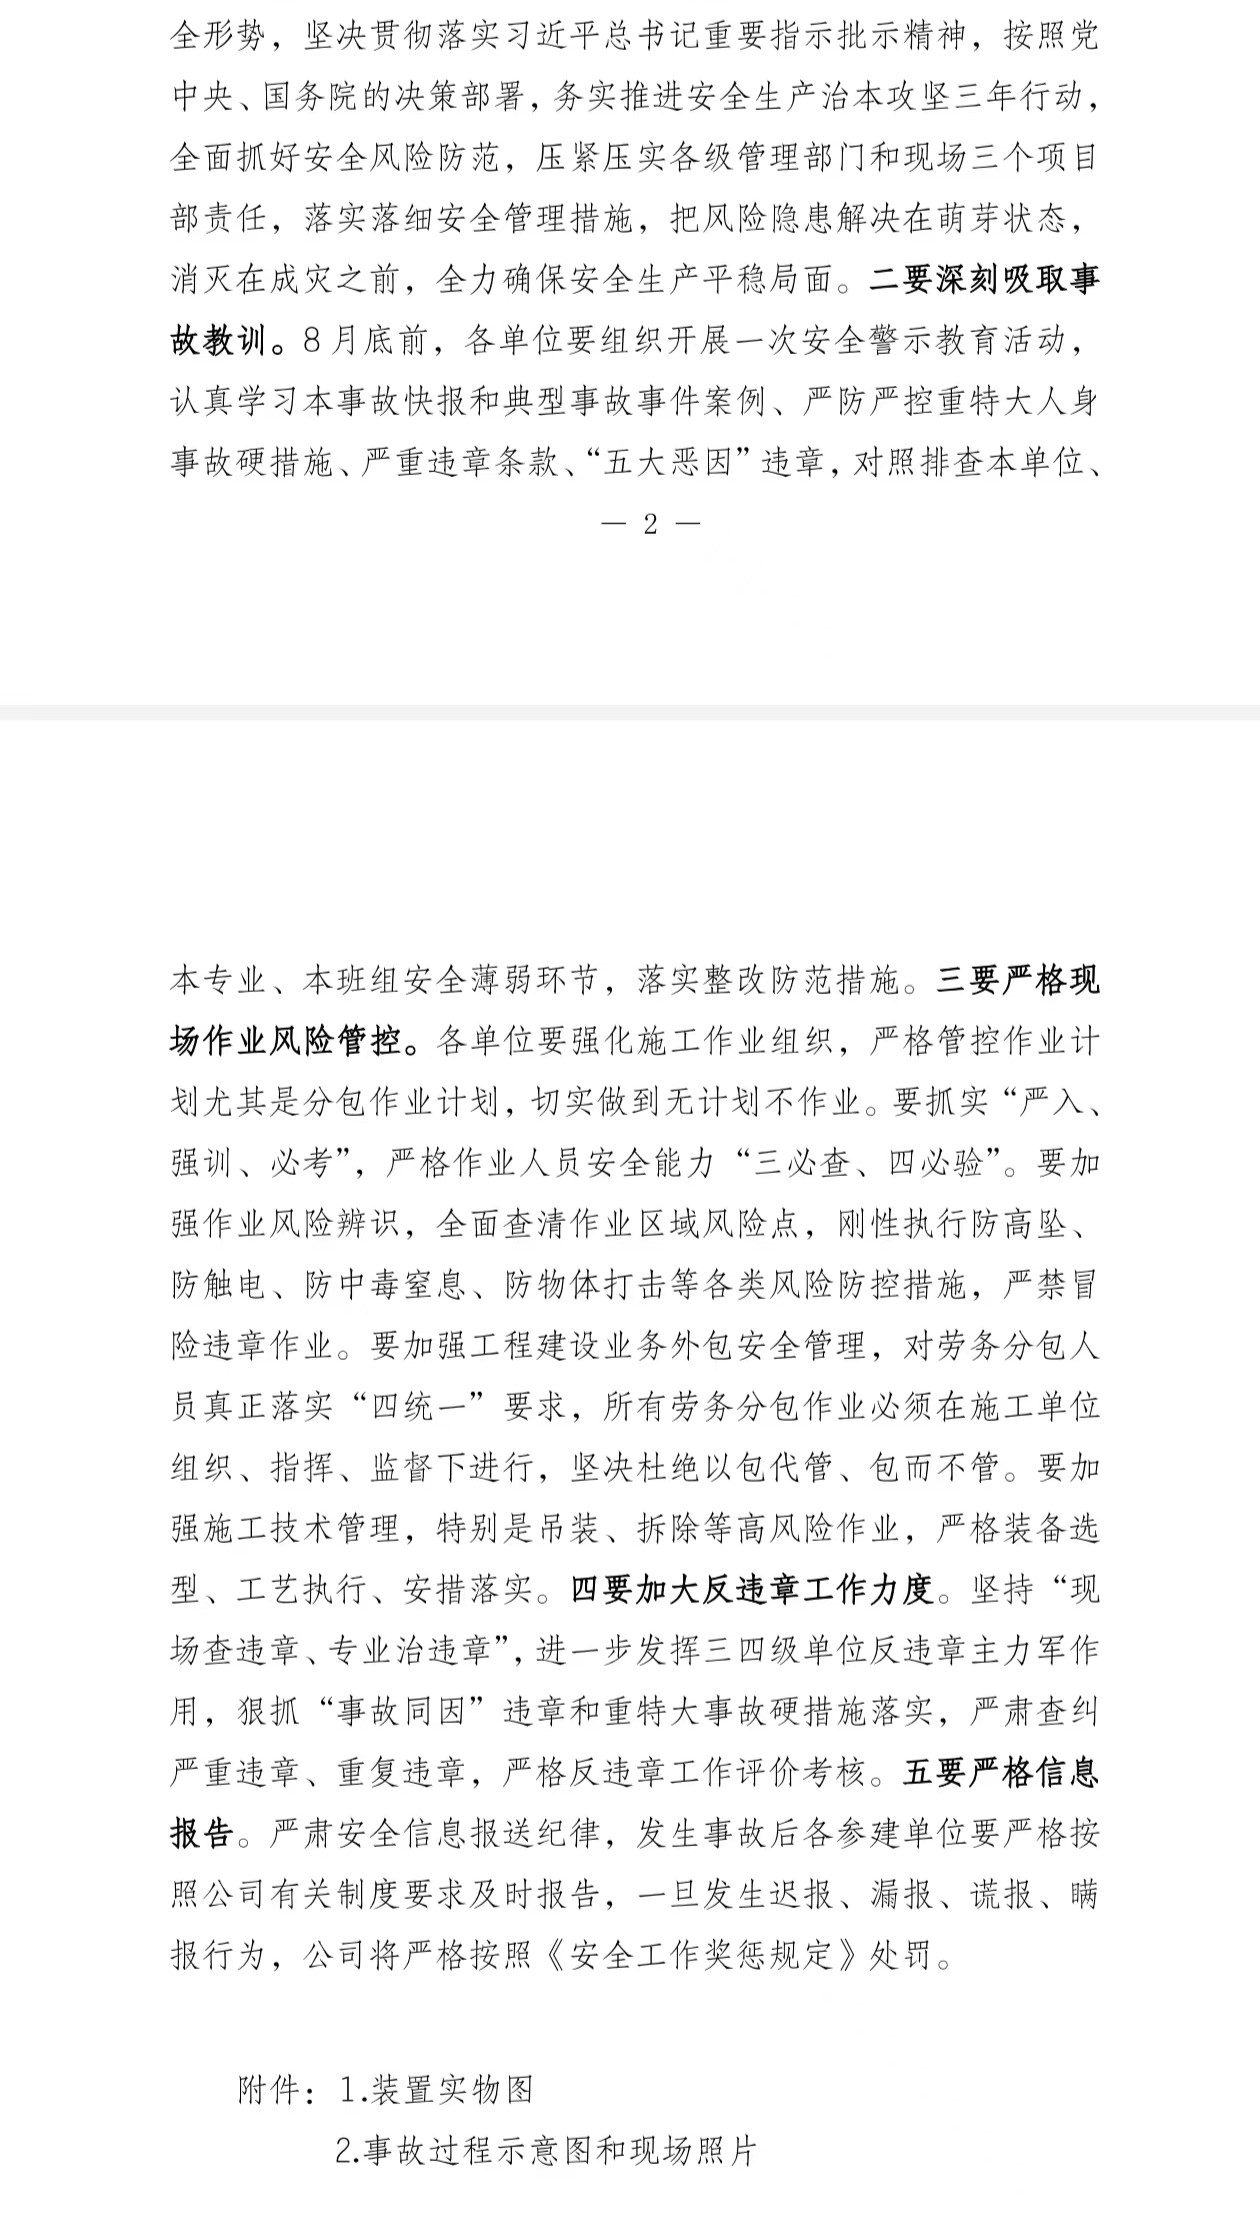 全形势，坚决贯彻落实习近平总书记重要指示批示精神，按照党
中央、国务院的决策部署，务实推进安全生产治本攻坚三年行动，
全面抓好安全风险防范，压紧压实各级管理部门和现场三个项目
部责任，落实落细安全管理措施，把风险隐患解决在萌芽状态，
消灭在成灾之前，全力确保安全生产平稳局面。二要深刻吸取事
故教训。8月底前，各单位要组织开展一次安全警示教育活动，
认真学习本事故快报和典型事故事件案例、严防严控重特大人身
事故硬措施、严重违章条款、“五大恶因”违章，对照排查本单位、
— 2 —
本专业、本班组安全薄弱环节，落实整改防范措施。三要严格现
场作业风险管控。各单位要强化施工作业组织，严格管控作业计
划尤其是分包作业计划，切实做到无计划不作业。要抓实“严入、
强训、必考”，严格作业人员安全能力“三必查、四必验”。要加
强作业风险辨识，全面查清作业区域风险点，刚性执行防高坠、
防触电、防中毒窒息、防物体打击等各类风险防控措施，严禁冒
险违章作业。要加强工程建设业务外包安全管理，对劳务分包人
员真正落实“四统一”要求，所有劳务分包作业必须在施工单位
组织、指挥、监督下进行，坚决杜绝以包代管、包而不管。要加
强施工技术管理，特别是吊装、拆除等高风险作业，严格装备选
型、工艺执行、安措落实。四要加大反违章工作力度。坚持“现
场查违章、专业治违章”，进一步发挥三四级单位反违章主力军作
用，狠抓“事故同因”违章和重特大事故硬措施落实，严肃查纠
严重违章、重复违章，严格反违章工作评价考核。五要严格信息
报告。严肃安全信息报送纪律，发生事故后各参建单位要严格按
照公司有关制度要求及时报告，一旦发生迟报、漏报、谎报、瞒
报行为，公司将严格按照《安全工作奖惩规定》处罚。
附件：1.装置实物图
2.事故过程示意图和现场照片